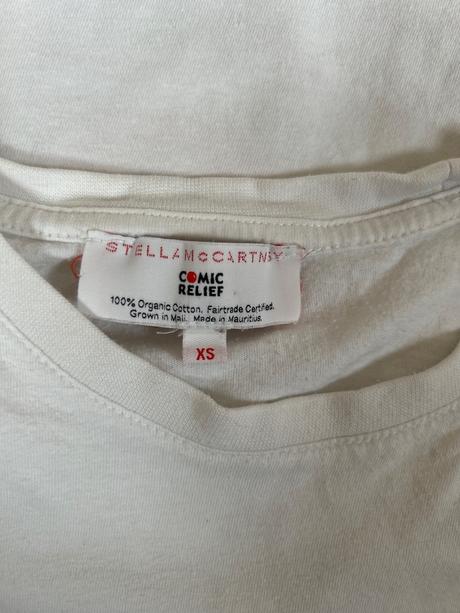 STELLAMcCARTNEY
COMIC
RELIEF
100% Organic Cotton. Fairtrade Certified.
Grown in Mali. Made in Mauritius.
XS